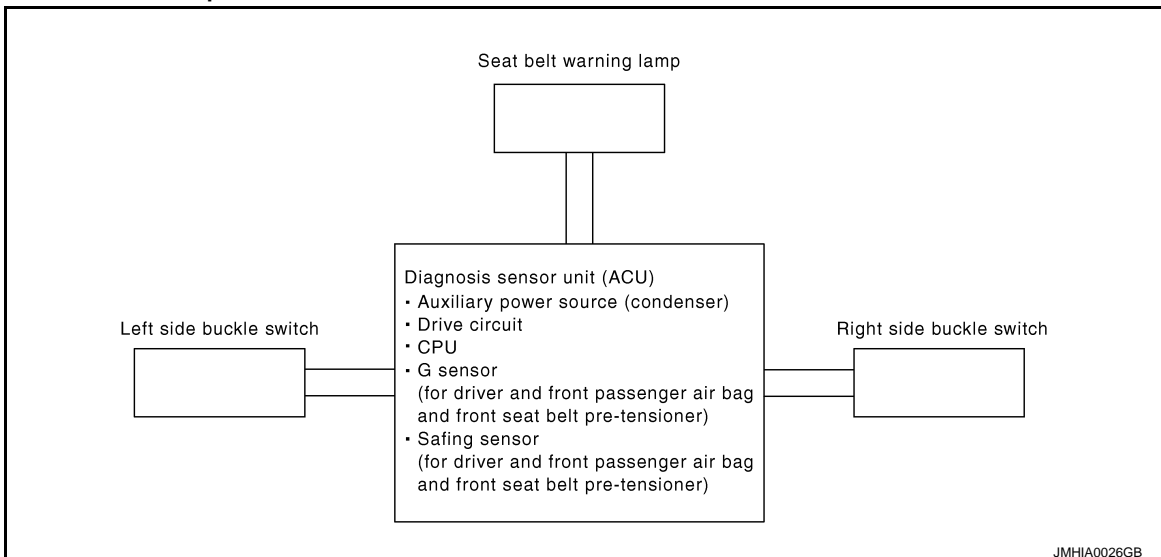 Seat belt warning lamp
Diagnosis sensor unit (ACU)
· Auxiliary power source (condenser)
· Drive circuit
· CPU
· G sensor
(for driver and front passenger air bag
and front seat belt pre-tensioner)
· Safing sensor
(for driver and front passenger air bag
and front seat belt pre-tensioner)
Left side buckle switch
Right side buckle switch
JMHIA0026GB